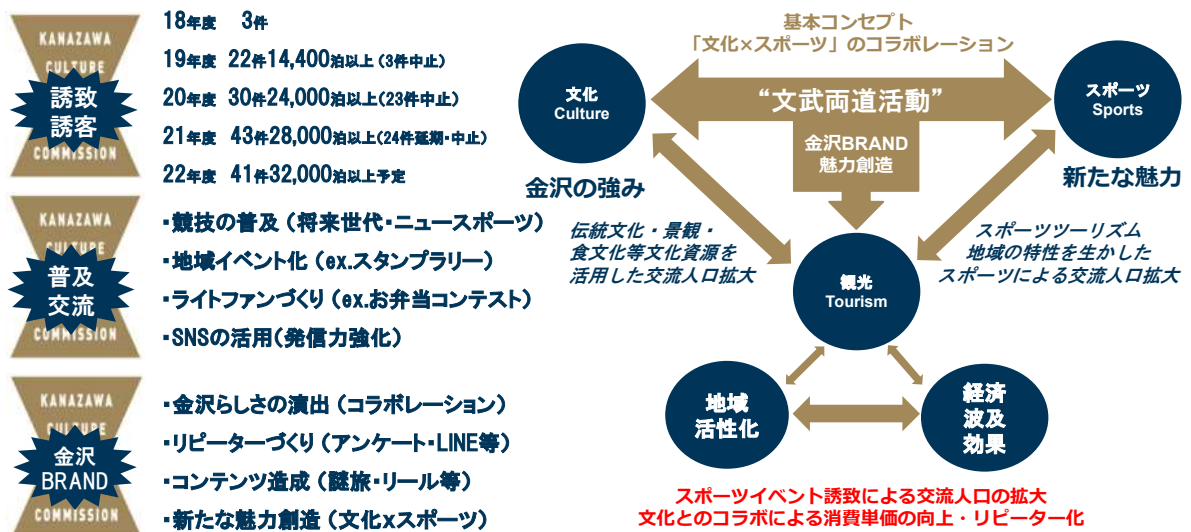 KANAZAWA
CULTURE
誘致
誘客
COMMISSION
18年度 3件
19年度 22件14,400泊以上(3件中止)
20年度 30件24,000泊以上(23件中止)
21年度 43件28,000泊以上(24件延期・中止)
22年度 41件32,000泊以上予定
KANAZAWA
CULTURE
普及
交流
COMMISSION
・競技の普及(将来世代・ニュースポーツ)
・地域イベント化(ex.スタンプラリー)
・ライトファンづくり(ex.お弁当コンテスト)
・SNSの活用(発信力強化)
KANAZAWA
CULTURE
金沢
BRAND
COMMISSION
・金沢らしさの演出(コラボレーション)
・リピーターづくり(アンケート・LINE等)
・コンテンツ造成(謎旅・リール等)
・新たな魅力創造(文化xスポーツ)
基本コンセプト
「文化×スポーツ」のコラボレーション
文化
Culture
“文武両道活動”
スポーツ
Sports
金沢BRAND
魅力創造
金沢の強み
新たな魅力
伝統文化・景観・
食文化等文化資源を
活用した交流人口拡大
スポーツツーリズム
地域の特性を生かした
スポーツによる交流人口拡大
観光
Tourism
地域
活性化
経済
波及
効果
スポーツイベント誘致による交流人口の拡大
文化とのコラボによる消費単価の向上・リピーター化